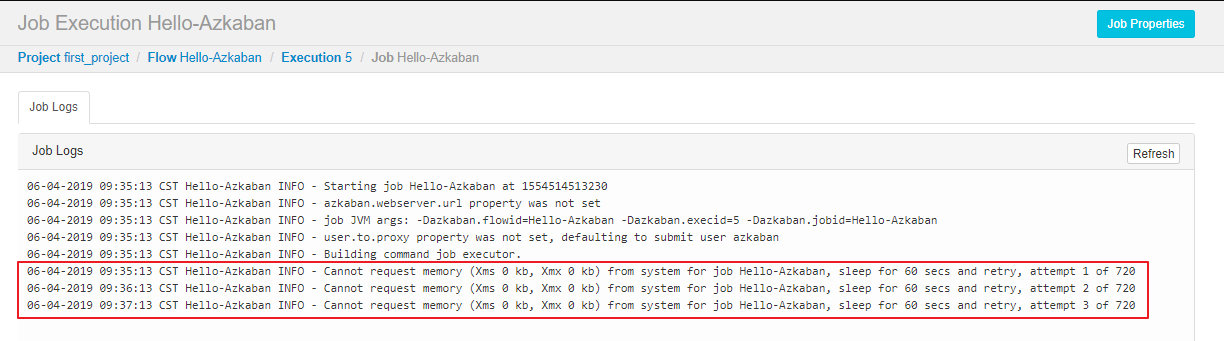 Job Execution Hello-Azkaban
Job Properties
Project first_project / Flow Hello-Azkaban / Execution 5 / Job Hello-Azkaban
Job Logs
Job Logs
Refresh
06-04-2019 09:35:13 CST Hello-Azkaban INFO - Starting job Hello-Azkaban at 1554514513230
06-04-2019 09:35:13 CST Hello-Azkaban INFO - azkaban.webserver.url property was not set
06-04-2019 09:35:13 CST Hello-Azkaban INFO - job JVM args: -Dazkaban.flowid=Hello-Azkaban -Dazkaban.execid=5 -Dazkaban.jobid=Hello-Azkaban
06-04-2019 09:35:13 CST Hello-Azkaban INFO - user.to.proxy property was not set, defaulting to submit user azkaban
06-04-2019 09:35:13 CST Hello-Azkaban INFO - Building command job executor.
06-04-2019 09:35:13 CST Hello-Azkaban INFO - Cannot request memory (Xms 0 kb, Xmx 0 kb) from system for job Hello-Azkaban, sleep for 60 secs and retry, attempt 1 of 720
06-04-2019 09:36:13 CST Hello-Azkaban INFO - Cannot request memory (Xms 0 kb, Xmx 0 kb) from system for job Hello-Azkaban, sleep for 60 secs and retry, attempt 2 of 720
06-04-2019 09:37:13 CST Hello-Azkaban INFO - Cannot request memory (Xms 0 kb, Xmx 0 kb) from system for job Hello-Azkaban, sleep for 60 secs and retry, attempt 3 of 720